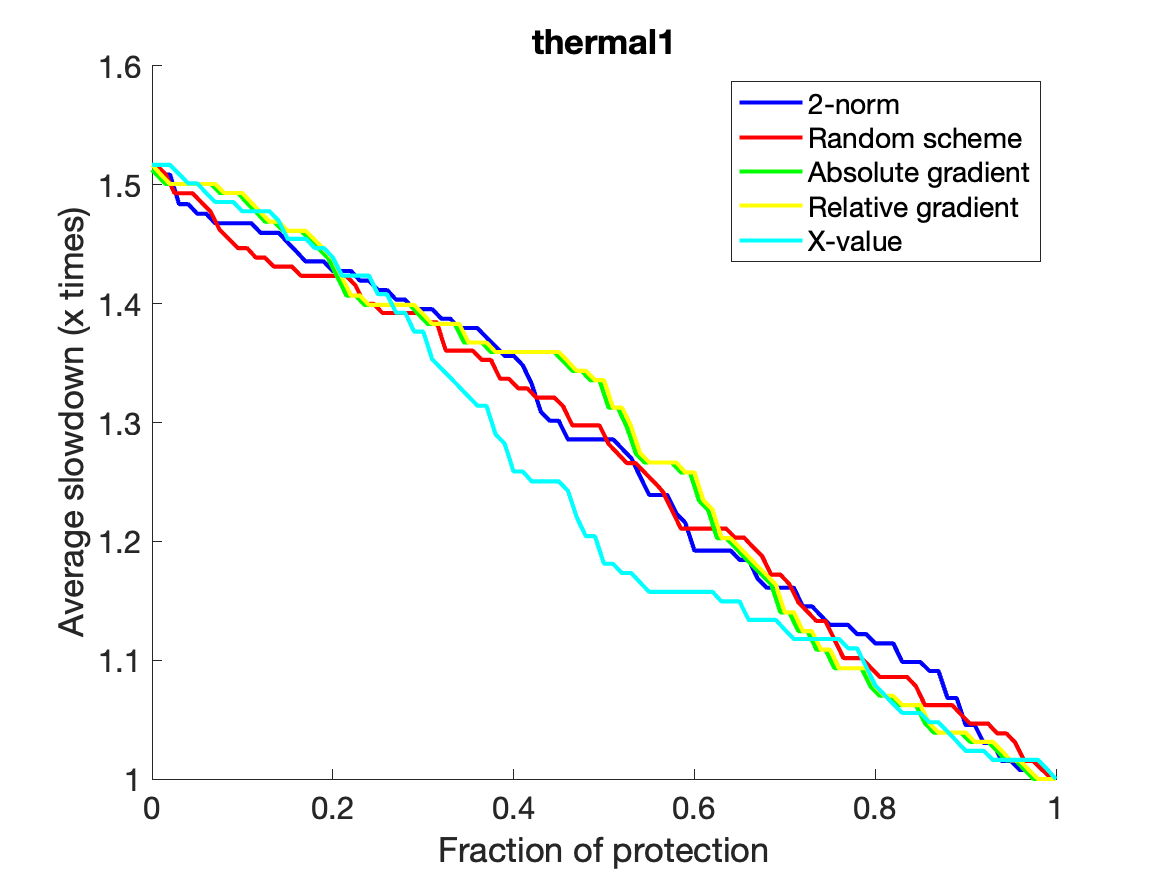 thermal1
1.6
1.5
1.4
1.3
1.2
1.1
1
Average slowdown (x times)
2-norm
Random scheme
Absolute gradient
Relative gradient
X-value
0 0.2 0.4 0.6 0.8 1
Fraction of protection